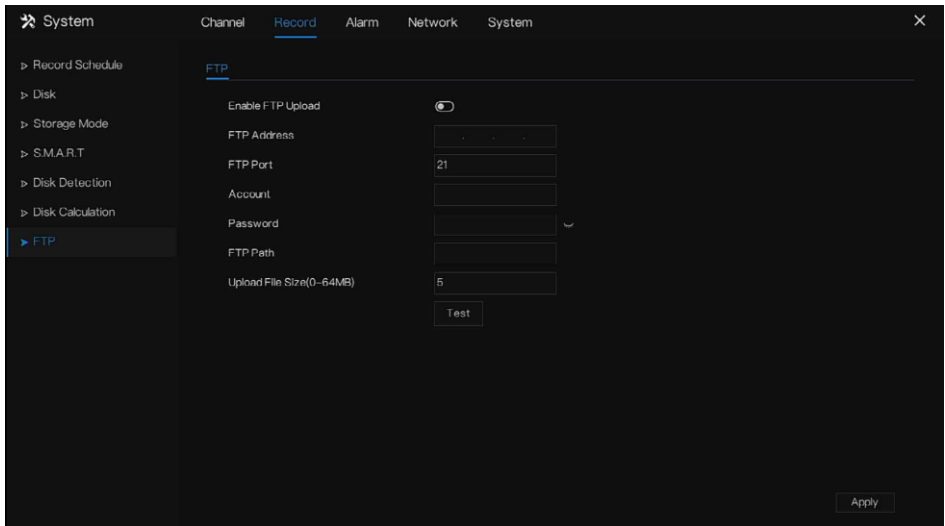 System
Channel Record Alarm Network System
Record Schedule
Disk
Storage Mode
S.M.A.R.T
Disk Detection
Disk Calculation
FTP
FTP
Enable FTP Upload
FTP Address . . .
FTP Port 21
Account
Password
FTP Path
Upload File Size(0-64MB) 5
Test
Apply